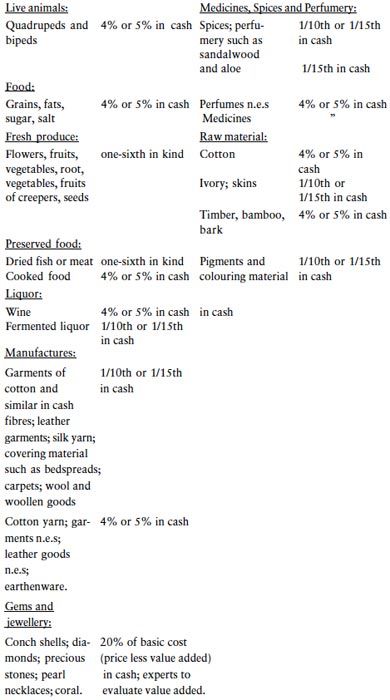 Live animals:
Quadrupeds and 4% or 5% in cash
bipeds
Food:
Grains, fats, 4% or 5% in cash
sugar, salt
Fresh produce:
Flowers, fruits, one-sixth in kind
vegetables, root,
vegetables, fruits
of creepers, seeds
Preserved food:
Dried fish or meat one-sixth in kind
Cooked food 4% or 5% in cash
Liquor:
Wine 4% or 5% in cash in cash
Fermented liquor 1/10th or 1/15th
in cash
Manufactures:
Garments of 1/10th or 1/15th
cotton and in cash
similar in cash
fibres; leather
garments; silk yarn;
covering material
such as bedspreads;
carpets; wool and
woollen goods
Cotton yarn; gar- 4% or 5% in cash
ments n.e.s;
leather goods
n.e.s;
earthenware.
Gems and
jewellery:
Conch shells; dia- 20% of basic cost
monds; precious (price less value added)
stones; pearl in cash; experts to
necklaces; coral. evaluate value added.
Medicines, Spices and Perfumery:
Spices; perfu- 1/10th or 1/15th
mery such as in cash
sandalwood
and aloe 1/15th in cash
Perfumes n.e.s 4% or 5% in cash
Medicines ”
Raw material:
Cotton 4% or 5% in
cash
Ivory; skins 1/10th or
1/15th in cash
Timber, bamboo, 4% or 5% in cash
bark
Pigments and 1/10th or 1/15th
colouring material in cash